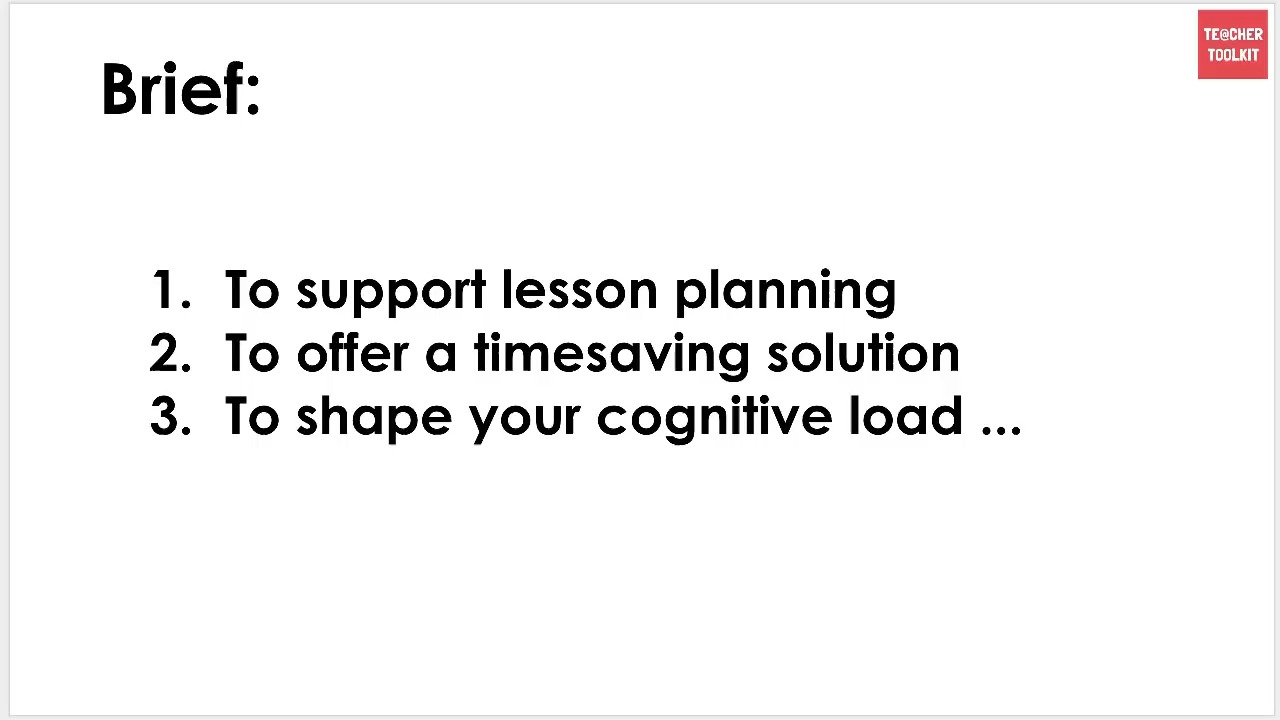 TE@CHER
TOOLKIT
Brief:
1. To support lesson planning
2. To offer a timesaving solution
3. To shape your cognitive load ...